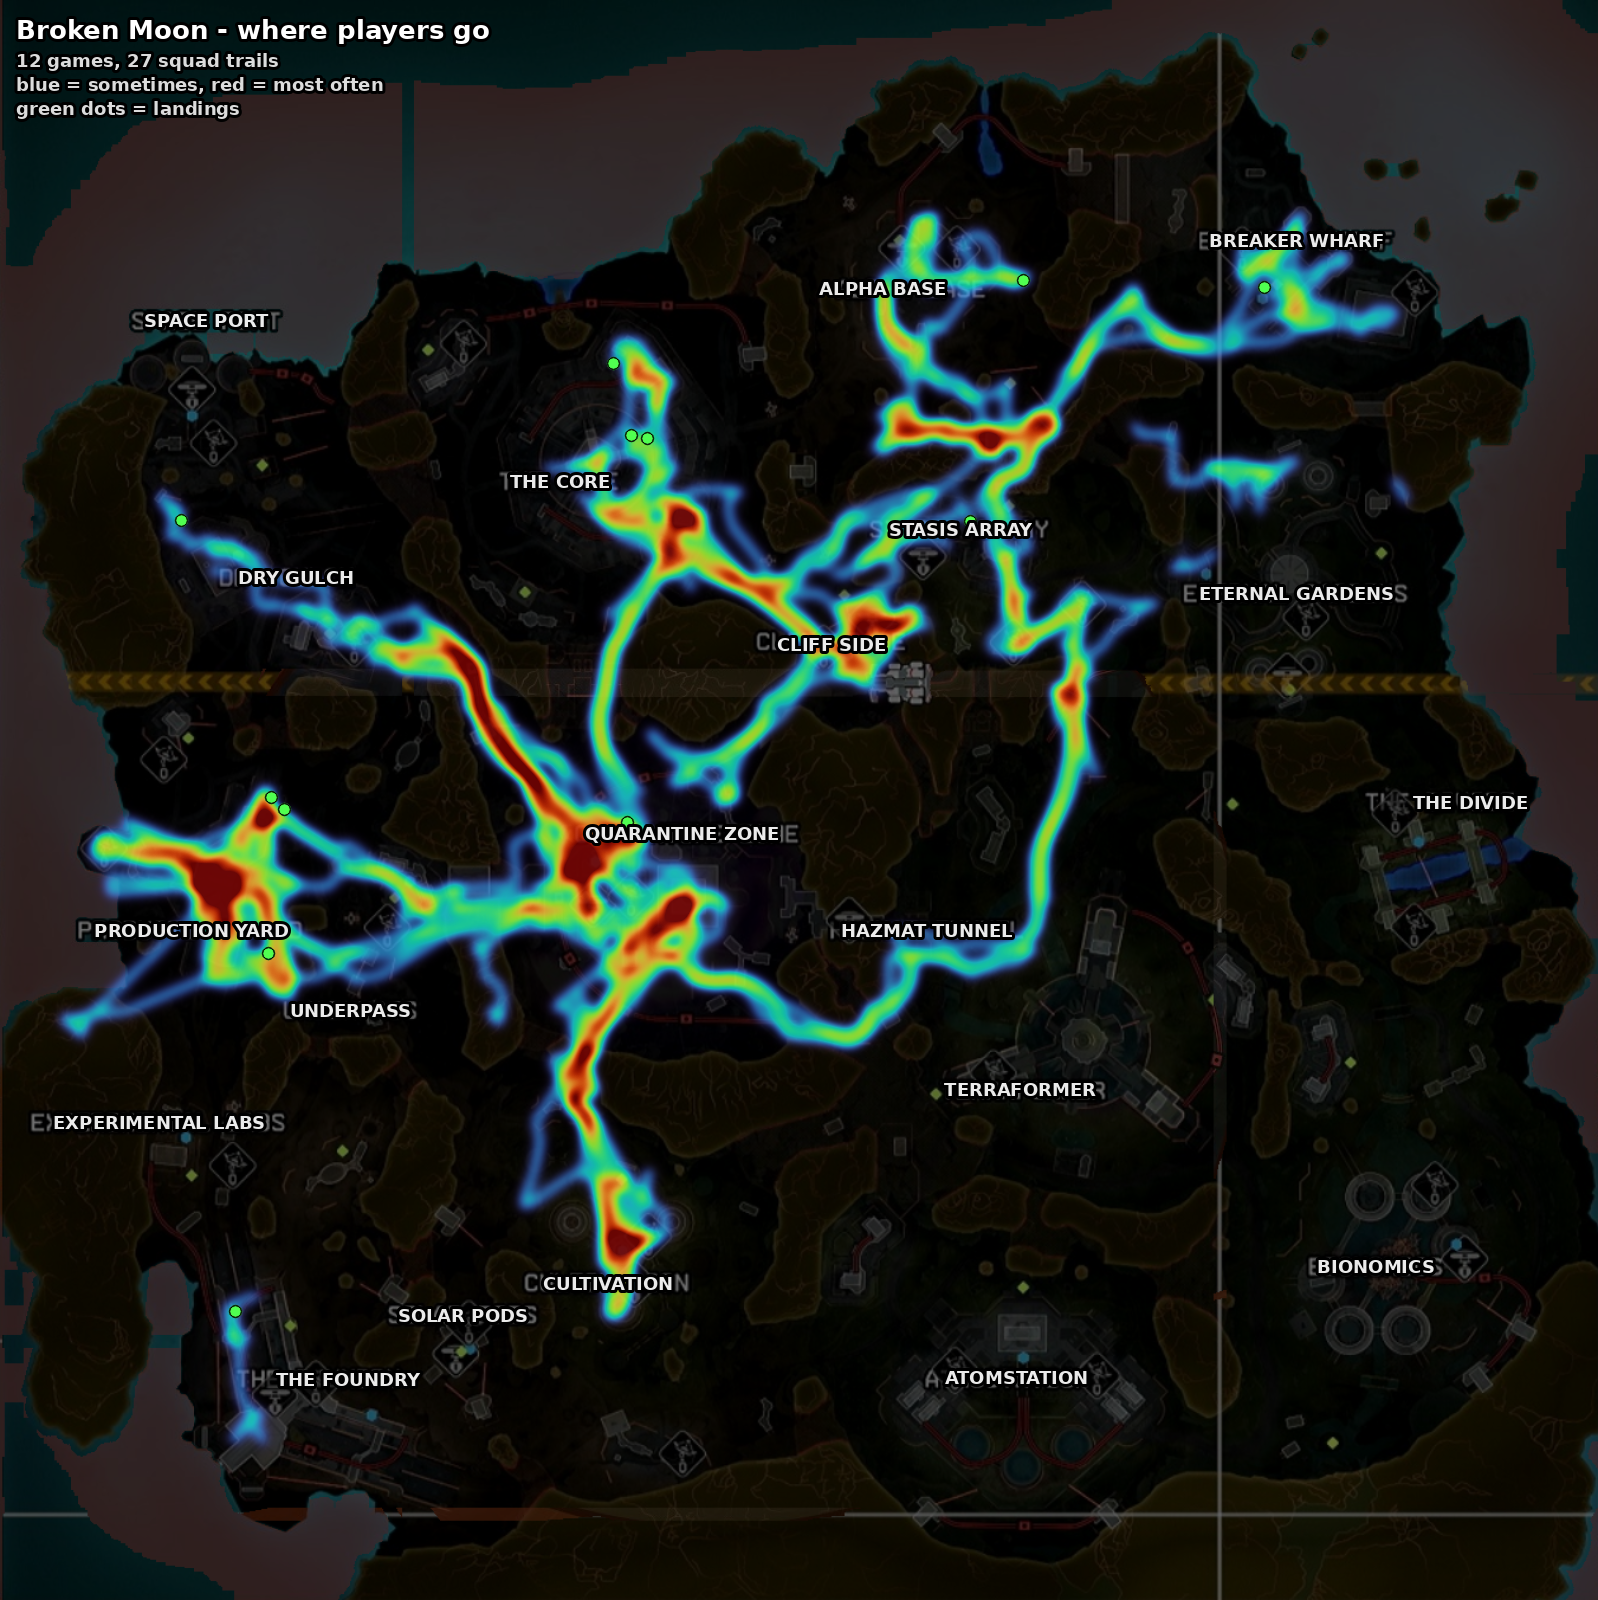 Broken Moon - where players go
12 games, 27 squad trails
blue = sometimes, red = most often
green dots = landings
BREAKER WHARF
ALPHA BASE
SPACE PORT
THE CORE
STASIS ARRAY
DRY GULCH
ETERNAL GARDENS
CLIFF SIDE
THE DIVIDE
QUARANTINE ZONE
PRODUCTION YARD
HAZMAT TUNNEL
UNDERPASS
TERRAFORMER
EXPERIMENTAL LABS
BIONOMICS
CULTIVATION
SOLAR PODS
THE FOUNDRY
ATOMSTATION